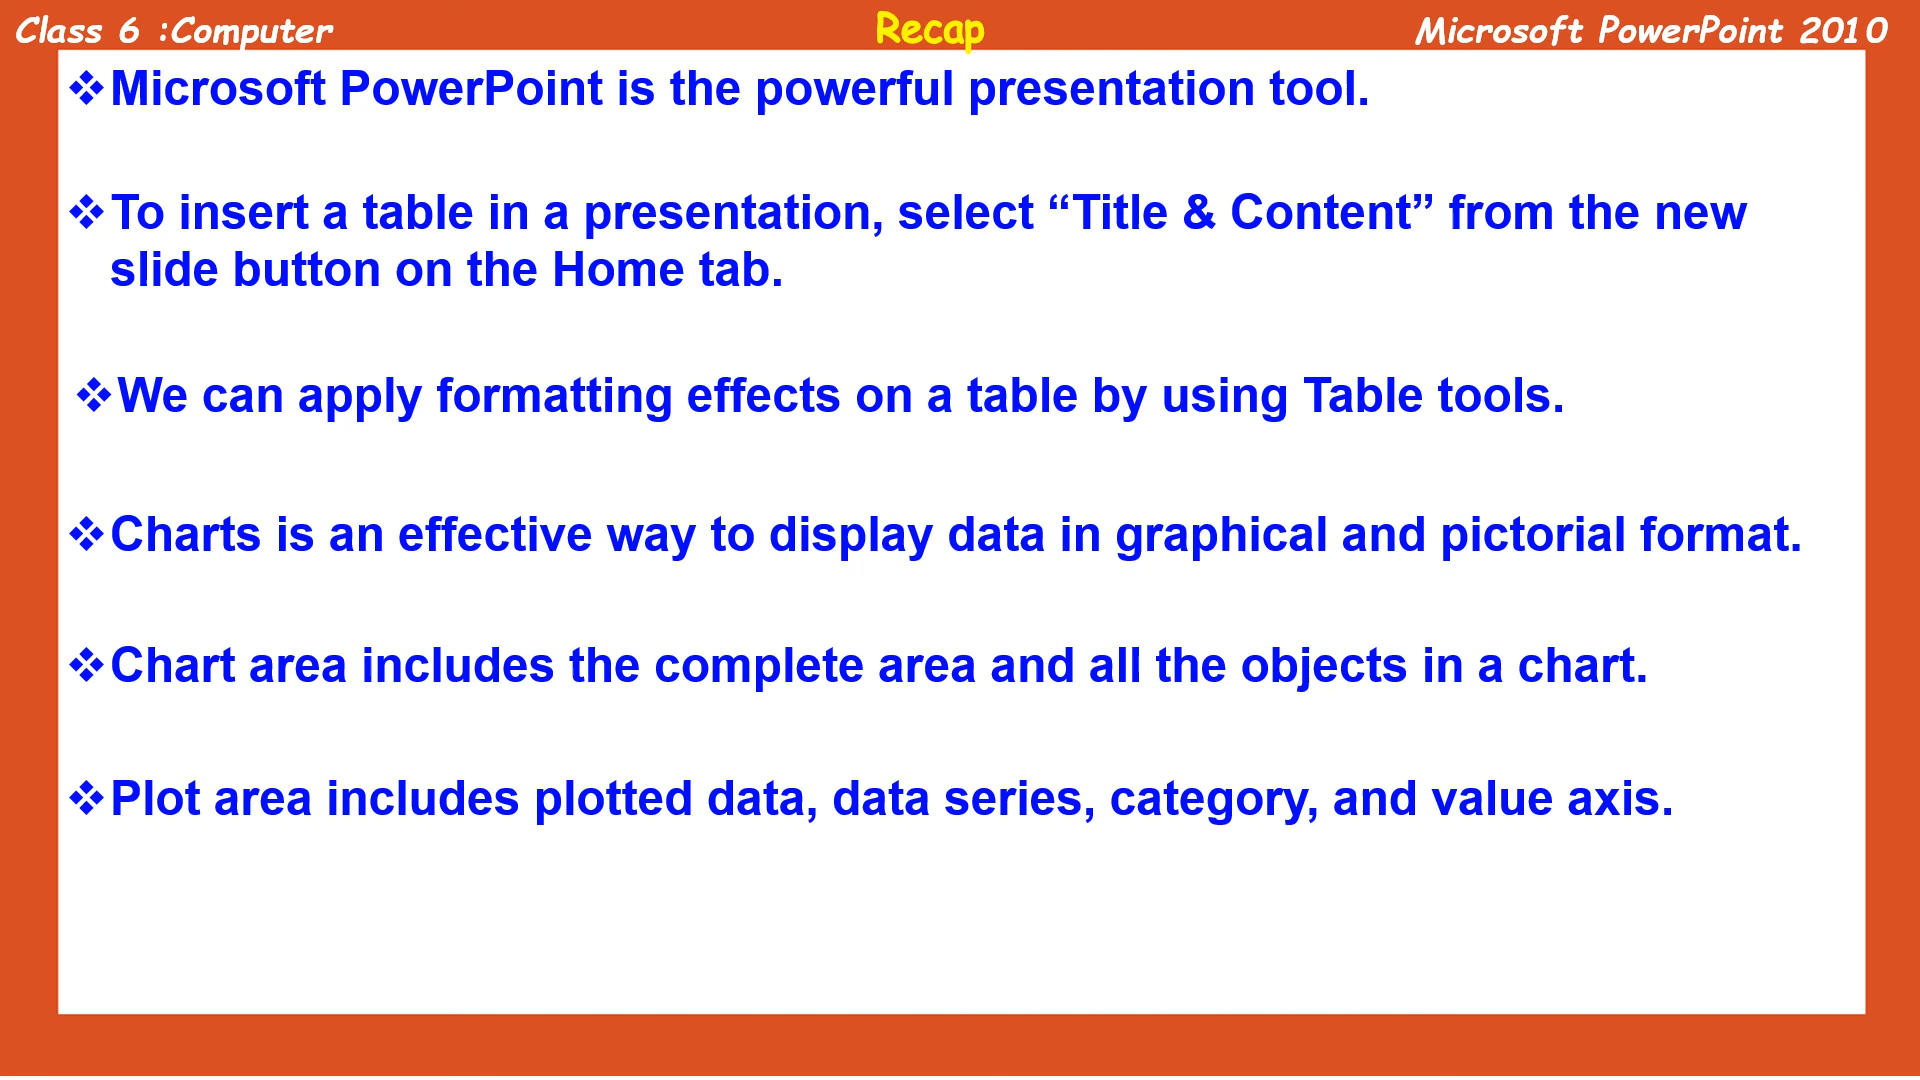 Class 6 :Computer
Recap
Microsoft PowerPoint 2010
❖Microsoft PowerPoint is the powerful presentation tool.
❖To insert a table in a presentation, select “Title & Content” from the new
slide button on the Home tab.
❖We can apply formatting effects on a table by using Table tools.
❖Charts is an effective way to display data in graphical and pictorial format.
❖Chart area includes the complete area and all the objects in a chart.
❖Plot area includes plotted data, data series, category, and value axis.